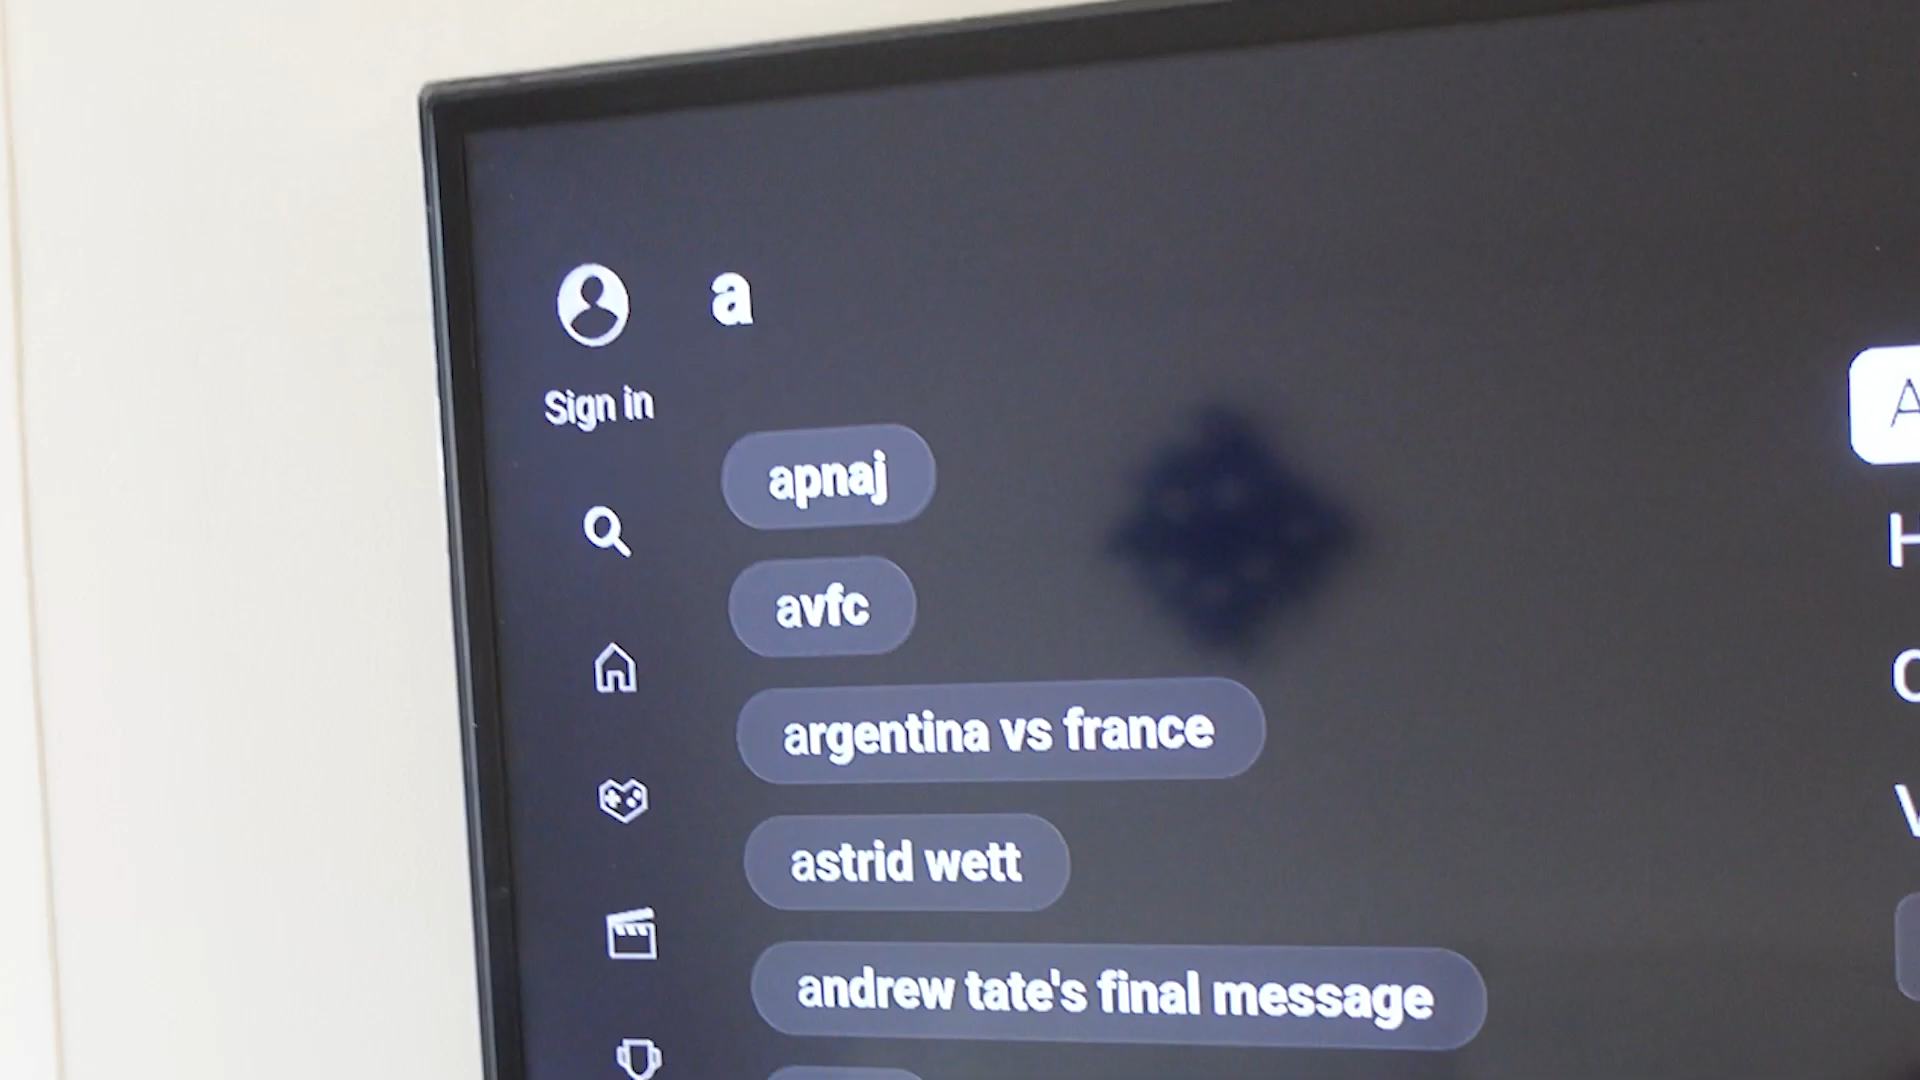 a
Sign in
apnaj
avfc
argentina vs france
astrid wett
andrew tate's final message
A
H